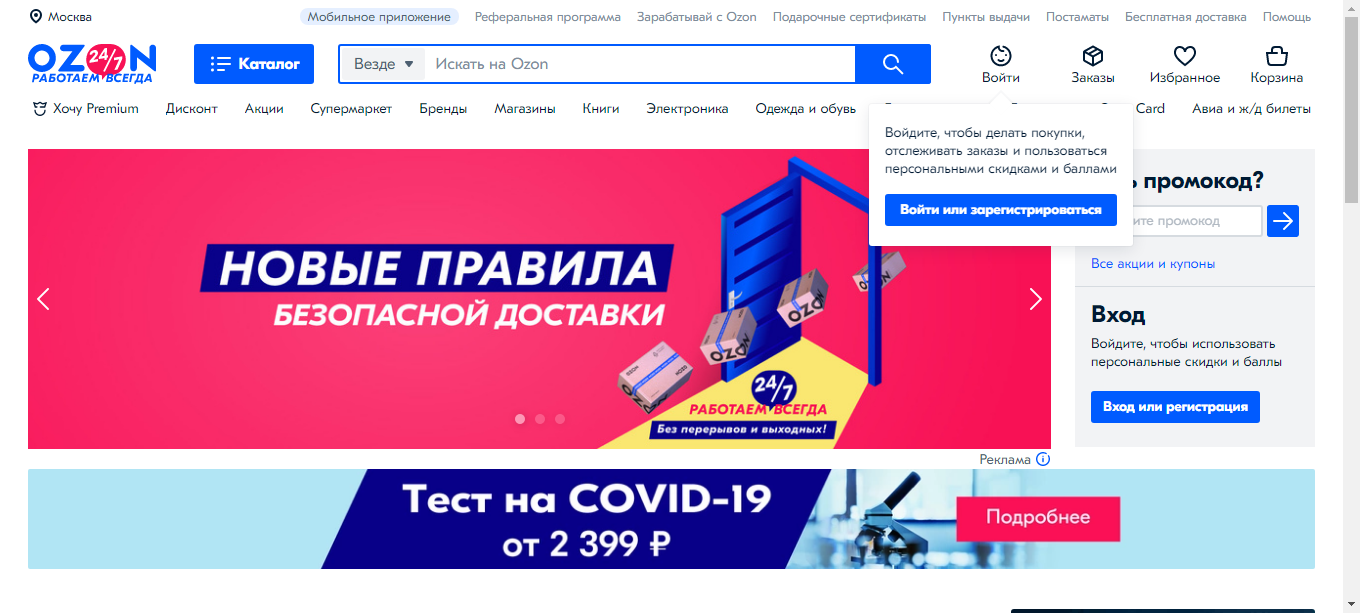 Москва
Мобильное приложение
Реферальная программа
Зарабатывай с Ozon
Подарочные сертификаты
Пункты выдачи
Постаматы
Бесплатная доставка
Помощь
OZON
24/7
РАБОТАЕМ ВСЕГДА
Каталог
Везде
Искать на Ozon
Войти
Заказы
Избранное
Корзина
Хочу Premium
Дисконт
Акции
Супермаркет
Бренды
Магазины
Книги
Электроника
Одежда и обувь
Card
Авиа и ж/д билеты
Войдите, чтобы делать покупки,
отслеживать заказы и пользоваться
персональными скидками и баллами
Войти или зарегистрироваться
промокод?
промокод
Все акции и купоны
НОВЫЕ ПРАВИЛА
БЕЗОПАСНОЙ ДОСТАВКИ
OZON
OZON
OZON
24/7
РАБОТАЕМ ВСЕГДА
Без перерывов и выходных!
Вход
Войдите, чтобы использовать
персональные скидки и баллы
Вход или регистрация
Реклама
Тест на COVID-19
от 2 399 ₽
Подробнее